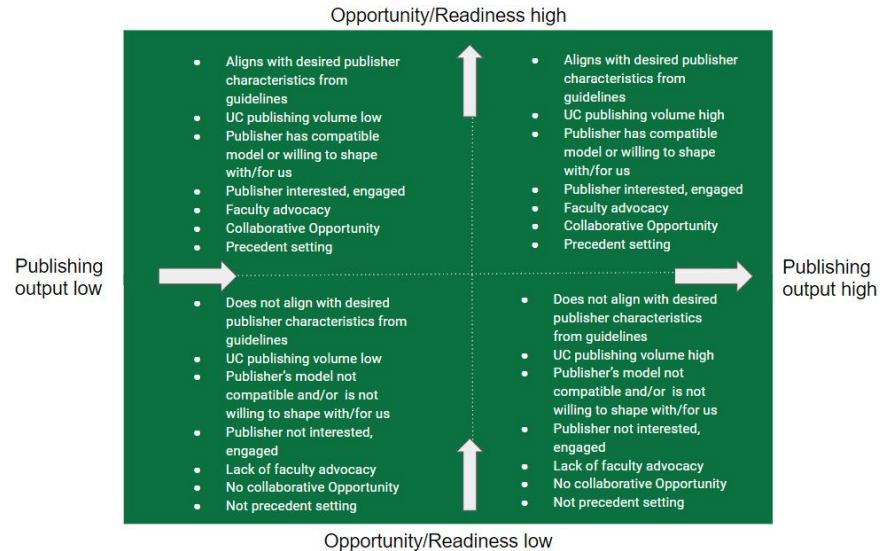 Opportunity/Readiness high
● Aligns with desired publisher
characteristics from
guidelines
● UC publishing volume low
● Publisher has compatible
model or willing to shape
with/for us
● Publisher interested, engaged
● Faculty advocacy
● Collaborative Opportunity
● Precedent setting
● Aligns with desired publisher
characteristics from
guidelines
● UC publishing volume high
● Publisher has compatible
model or willing to shape
with/for us
● Publisher interested, engaged
● Faculty advocacy
● Collaborative Opportunity
● Precedent setting
Publishing
output low
Publishing
output high
● Does not align with desired
publisher characteristics from
guidelines
● UC publishing volume low
● Publisher’s model not
compatible and/or  is not
willing to shape with/for us
● Publisher not interested,
engaged
● Lack of faculty advocacy
● No collaborative Opportunity
● Not precedent setting
● Does not align with desired
publisher characteristics
from guidelines
● UC publishing volume high
● Publisher’s model not
compatible and/or  is not
willing to shape with/for us
● Publisher not interested,
engaged
● Lack of faculty advocacy
● No collaborative Opportunity
● Not precedent setting
Opportunity/Readiness low